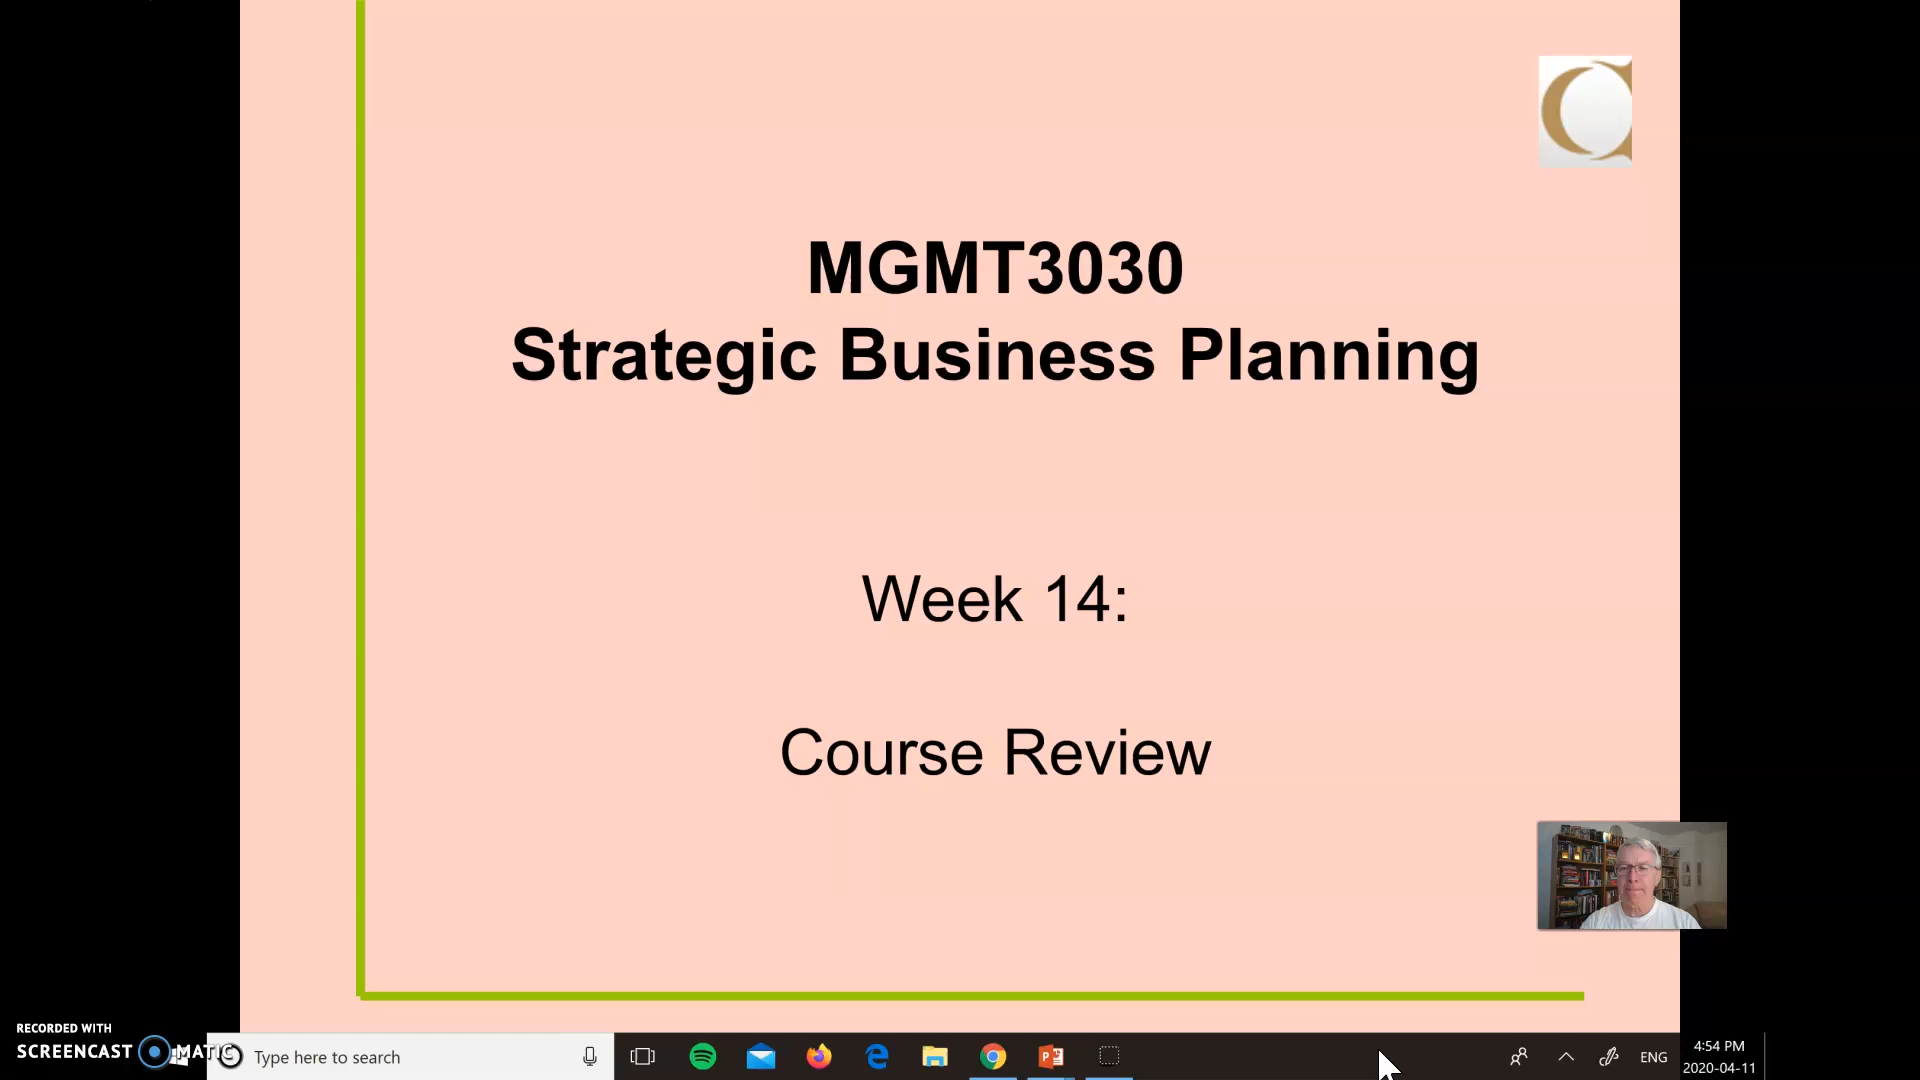 MGMT3030
Strategic Business Planning
Week 14:
Course Review
RECORDED WITH
SCREENCAST MATIC
Type here to search
ENG
4:54 PM
2020-04-11